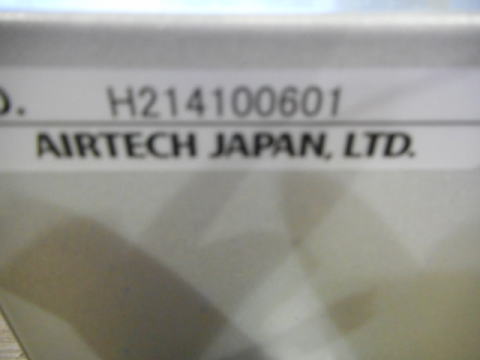 O. H214100601
AIRTECH JAPAN, LTD.